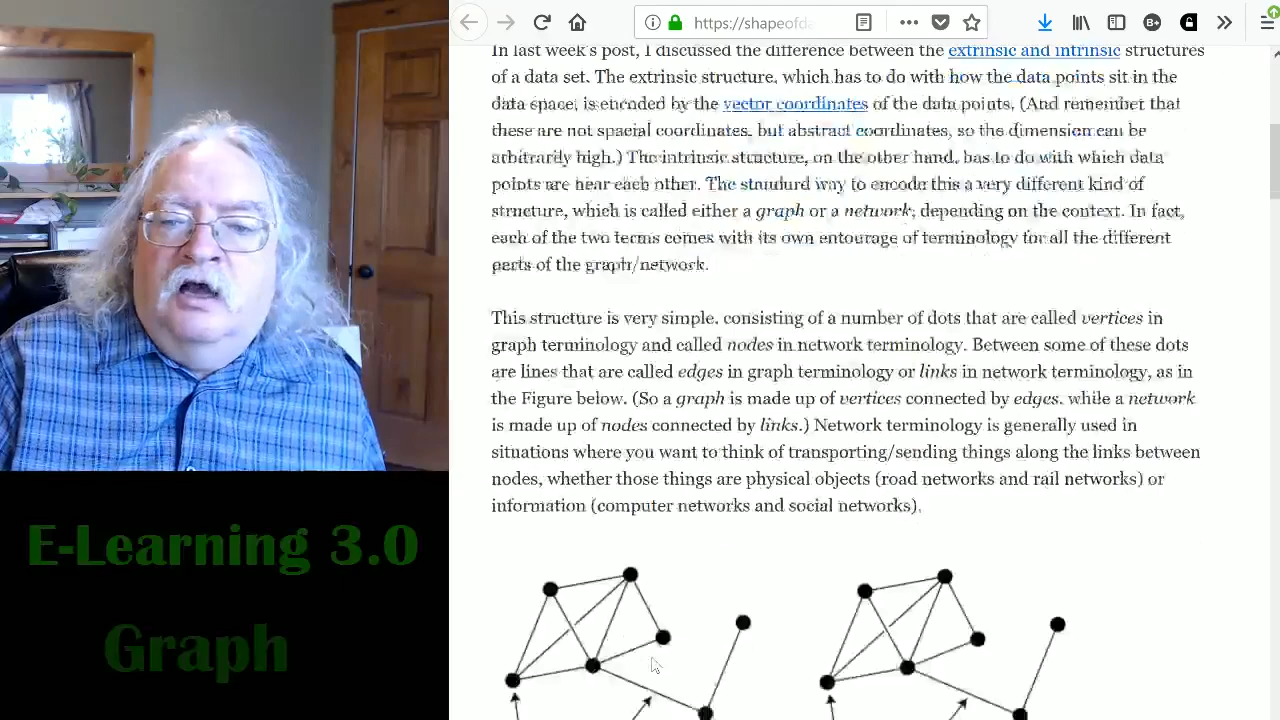 https://shapeofda
In last week's post, I discussed the difference between the extrinsic and intrinsic structures
of a data set. The extrinsic structure, which has to do with how the data points sit in the
data space, is encoded by the vector coordinates of the data points. (And remember that
these are not spacial coordinates, but abstract coordinates, so the dimension can be
arbitrarily high.) The intrinsic structure, on the other hand, has to do with which data
points are near each other. The standard way to encode this a very different kind of
structure, which is called either a graph or a network, depending on the context. In fact,
each of the two terms comes with its own entourage of terminology for all the different
parts of the graph/network.
This structure is very simple, consisting of a number of dots that are called vertices in
graph terminology and called nodes in network terminology. Between some of these dots
are lines that are called edges in graph terminology or links in network terminology, as in
the Figure below. (So a graph is made up of vertices connected by edges, while a network
is made up of nodes connected by links.) Network terminology is generally used in
situations where you want to think of transporting/sending things along the links between
nodes, whether those things are physical objects (road networks and rail networks) or
information (computer networks and social networks).
E-Learning 3.0
Graph